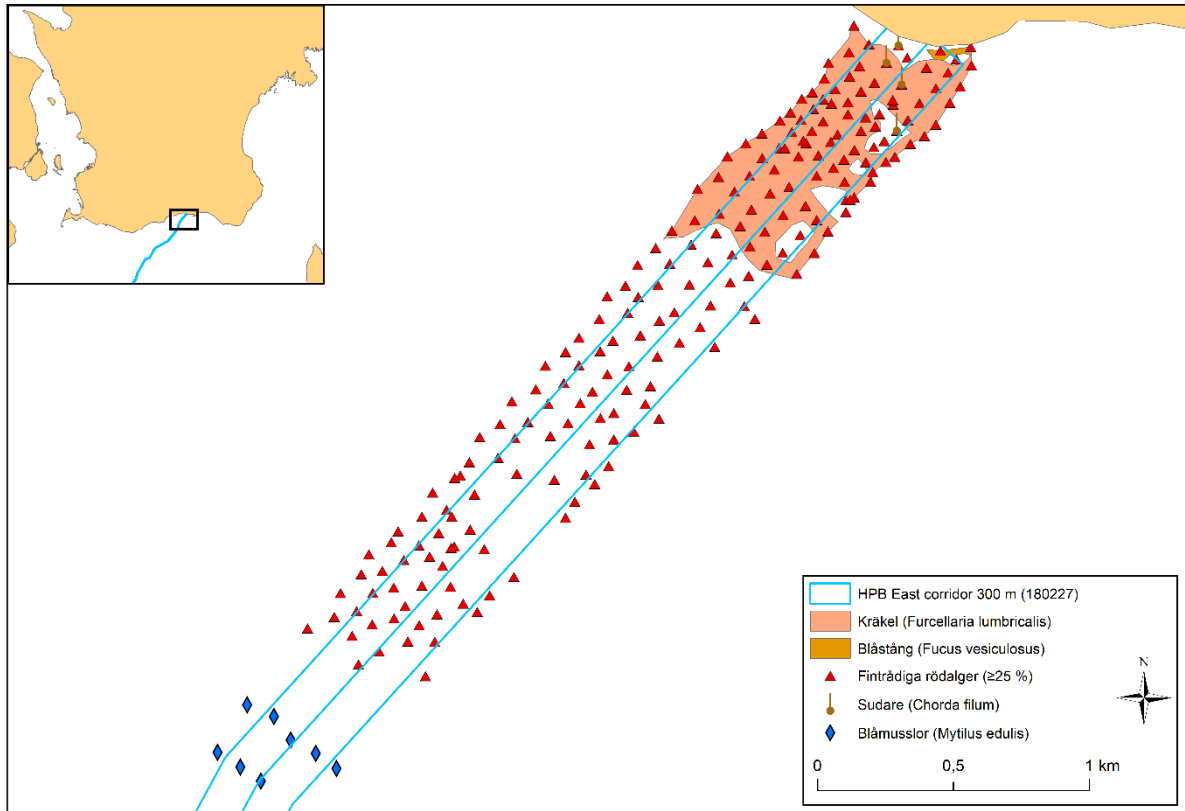 HPB East corridor 300 m (180227)
Kräkel (Furcellaria lumbricalis)
Blåstång (Fucus vesiculosus)
Fintrådiga rödalger (≥25 %)
Sudare (Chorda filum)
Blåmusslor (Mytilus edulis)
N
0 0,5 1 km